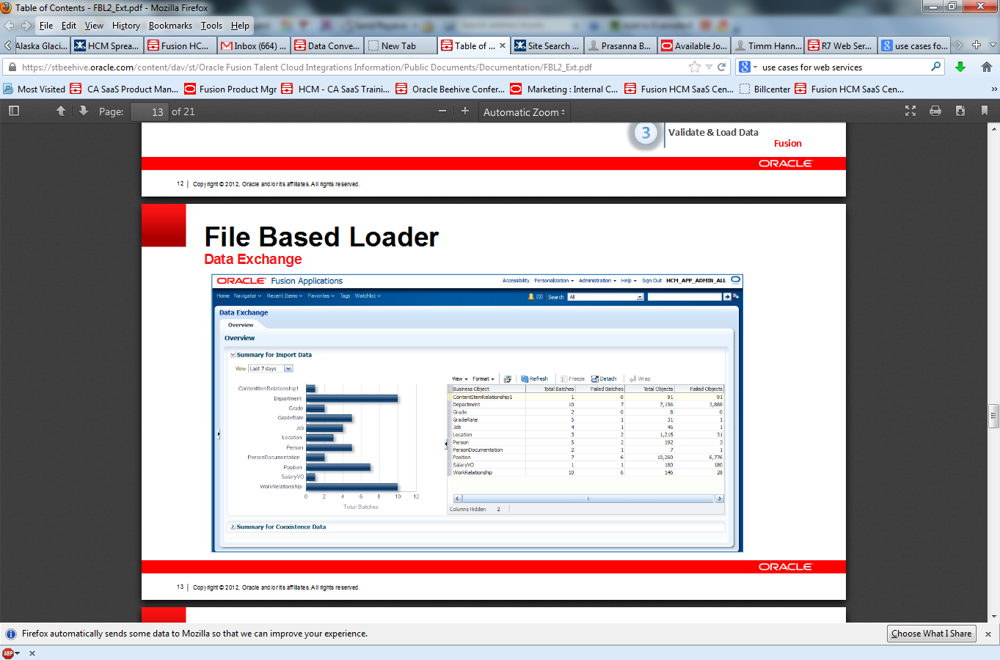 Table of Contents - FBL2_Ext.pdf - Mozilla Firefox
File Edit View History Bookmarks Tools Help
Alaska Glaci... HCM Sprea... Fusion HC... Inbox (664) ... Data Conve... New Tab Table of ... × Site Search ... Prasanna B... Available Jo... Timm Hann... R7 Web Ser... use cases fo...
https://stbeehive.oracle.com/content/dav/st/Oracle Fusion Talent Cloud Integrations Information/Public Documents/Documentation/FBL2_Ext.pdf
use cases for web services
Most Visited CA SaaS Product Man... Fusion Product Mgr HCM - CA SaaS Traini... Oracle Beehive Confer... Marketing : Internal C... Fusion HCM SaaS Cen... Billcenter Fusion HCM SaaS Cen... »
Page: 13 of 21 Automatic Zoom
3 Validate & Load Data
Fusion
ORACLE
12 | Copyright © 2012, Oracle and/or its affiliates. All rights reserved.
File Based Loader
Data Exchange
ORACLE Fusion Applications Accessibility Personalization Administration Help Sign Out HCM_APP_ADMIN_ALL
Home Navigator Recent Items Favorites Tags Watchlist (0) Search All
Data Exchange
Overview
Overview
Summary for Import Data
View Last 7 days
ContentItemRelationship1
Department
Grade
GradeRate
Job
Location
Person
PersonDocumentation
Position
SalaryVO
WorkRelationship
0 2 4 6 8 10 12
Total Batches
View Format Refresh Freeze Detach Wrap
Business Object Total Batches Failed Batches Total Objects Failed Objects
ContentItemRelationship1 1 0 91 91
Department 10 7 7,156 3,888
Grade 2 0 8 0
GradeRate 5 1 31 1
Job 4 1 46 1
Location 3 2 1,215 31
Person 5 2 192 3
PersonDocumentation 2 1 7 1
Position 7 6 10,260 6,776
SalaryVO 1 1 180 180
WorkRelationship 10 6 146 28
Columns Hidden 2
Summary for Coexistence Data
ORACLE
13 | Copyright © 2012, Oracle and/or its affiliates. All rights reserved.
Firefox automatically sends some data to Mozilla so that we can improve your experience. Choose What I Share ×
ABP ×